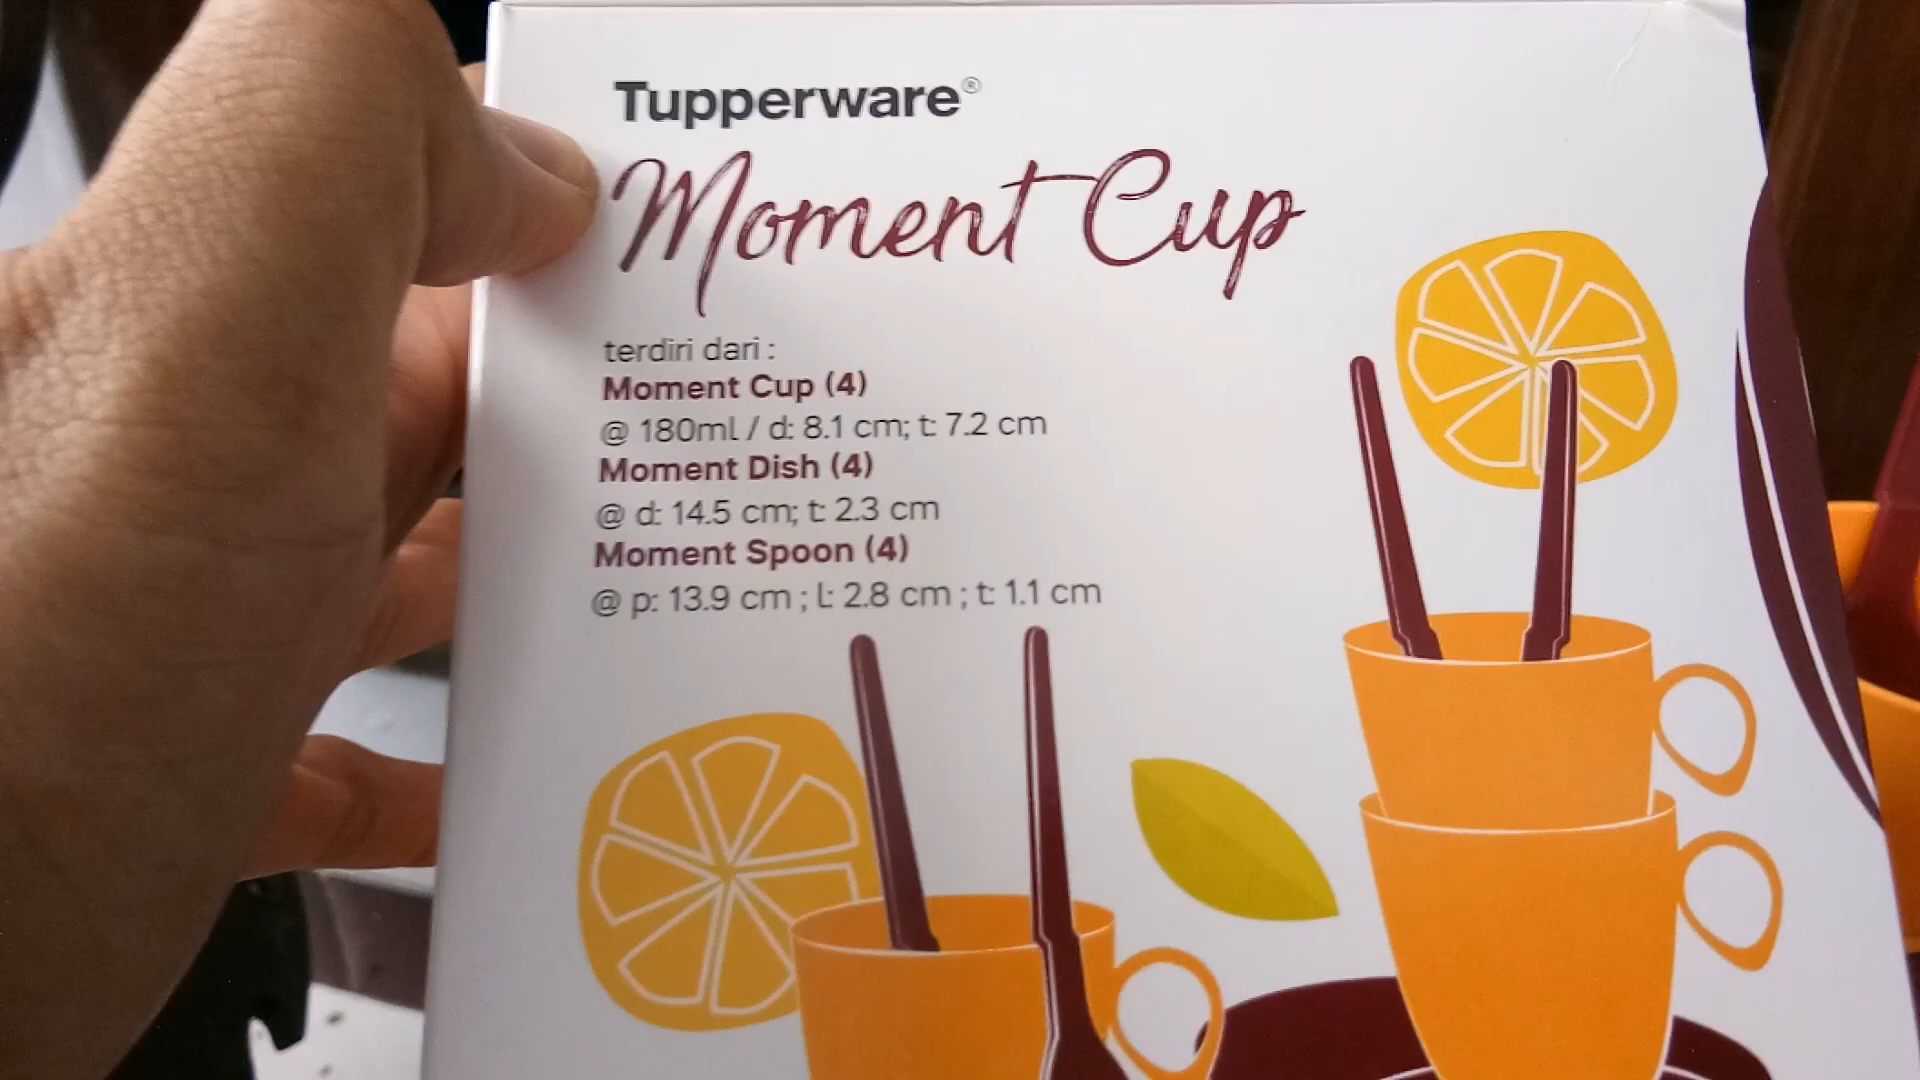 Tupperware®
Moment Cup
terdiri dari :
Moment Cup (4)
@ 180ml / d: 8.1 cm; t: 7.2 cm
Moment Dish (4)
@ d: 14.5 cm; t: 2.3 cm
Moment Spoon (4)
@ p: 13.9 cm ; l: 2.8 cm ; t: 1.1 cm